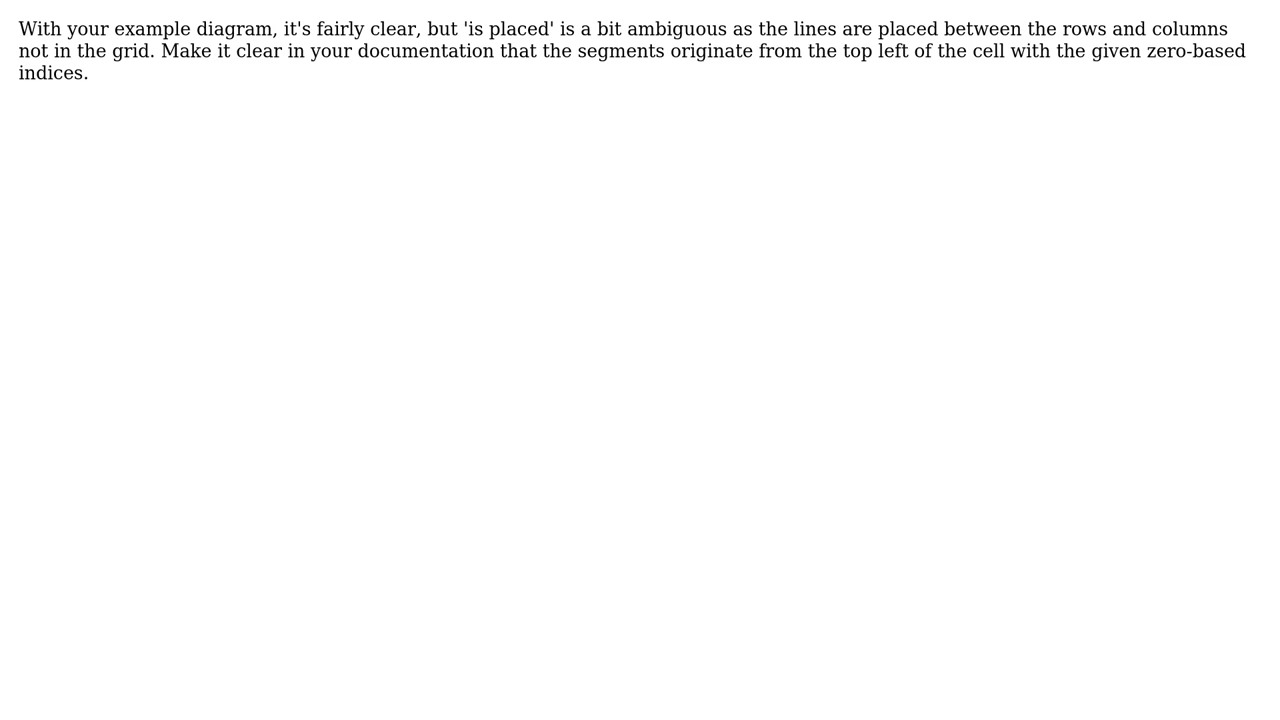 With your example diagram, it's fairly clear, but 'is placed' is a bit ambiguous as the lines are placed between the rows and columns
not in the grid. Make it clear in your documentation that the segments originate from the top left of the cell with the given zero-based
indices.